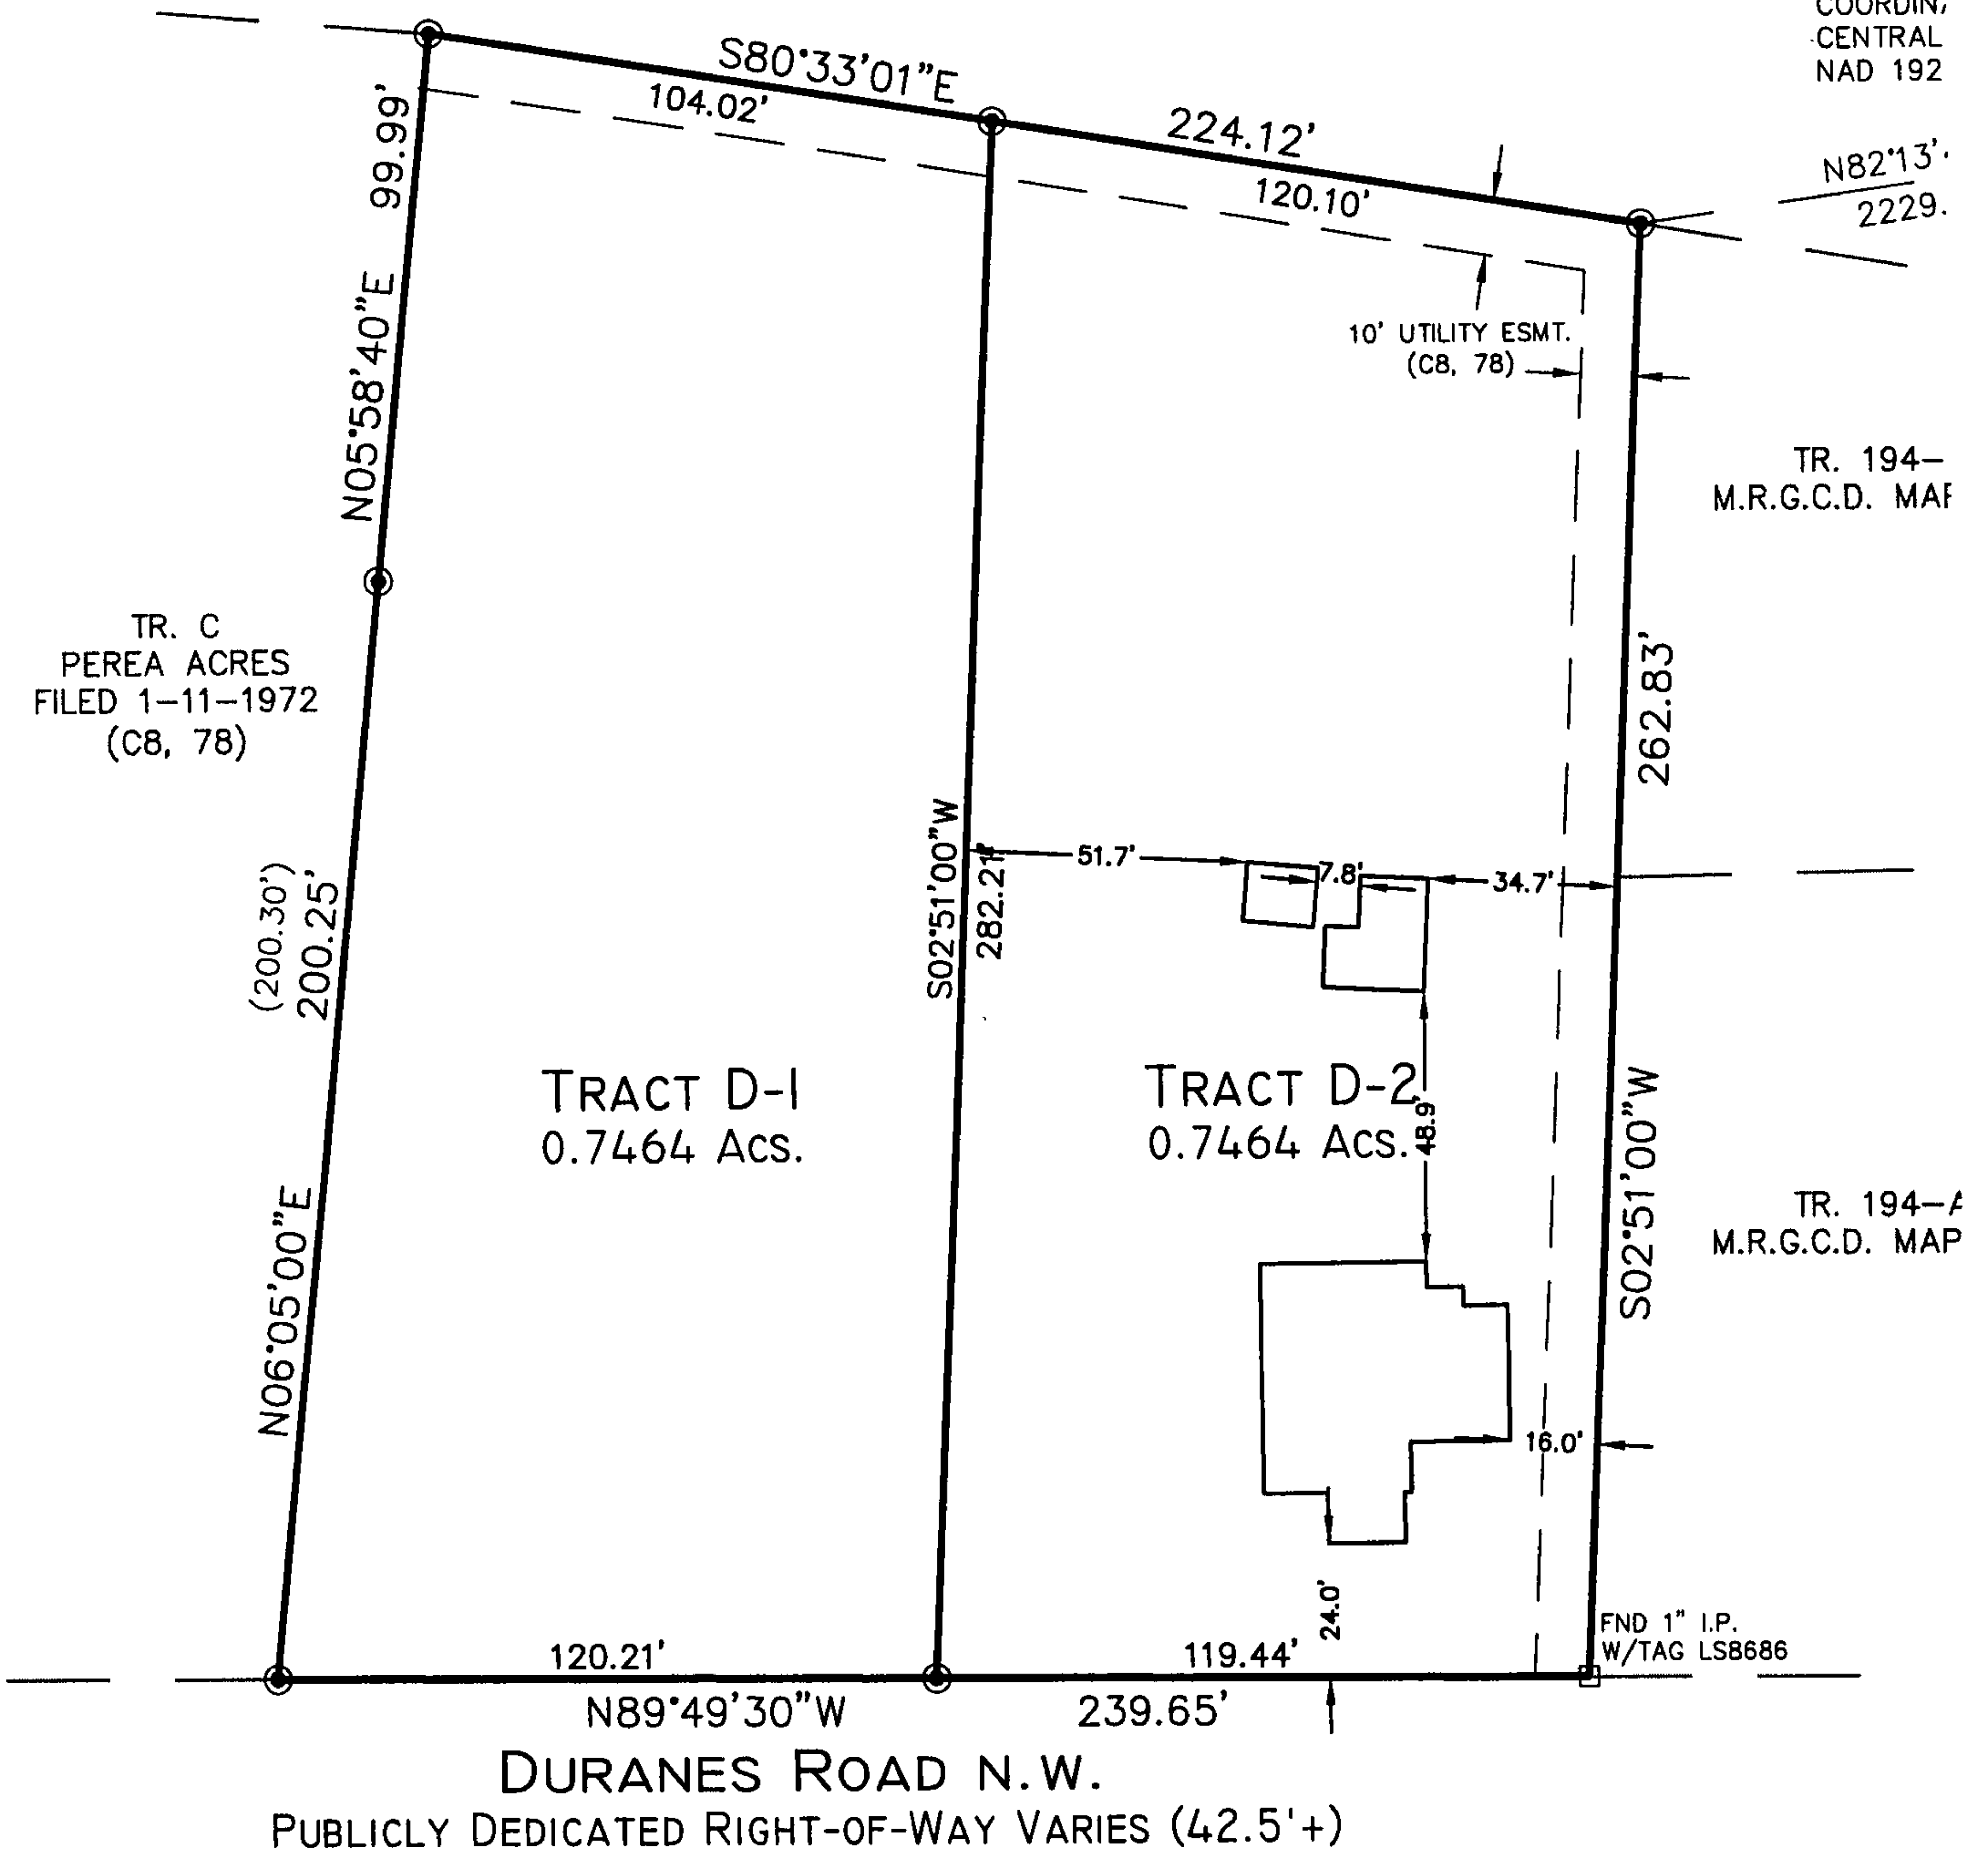 COORDIN
CENTRAL
NAD 192
S80°33'01"E
104.02'
224.12'
120.10'
N82°13'
2229.
99.99'
N05°58'40"E
10' UTILITY ESMT.
(C8, 78)
TR. 194-
M.R.G.C.D. MAP
TR. C
PEREA ACRES
FILED 1-11-1972
(C8, 78)
262.83'
S02°51'00"W
282.21'
51.7'
7.8'
34.7'
(200.30')
200.25'
TRACT D-1
0.7464 ACS.
TRACT D-2
0.7464 ACS.
48.9'
S02°51'00"W
TR. 194-A
M.R.G.C.D. MAP
N06°05'00"E
16.0'
24.0'
FND 1" I.P.
W/TAG LS8686
120.21'
119.44'
N89°49'30"W
239.65'
DURANES ROAD N.W.
PUBLICLY DEDICATED RIGHT-OF-WAY VARIES (42.5'+)